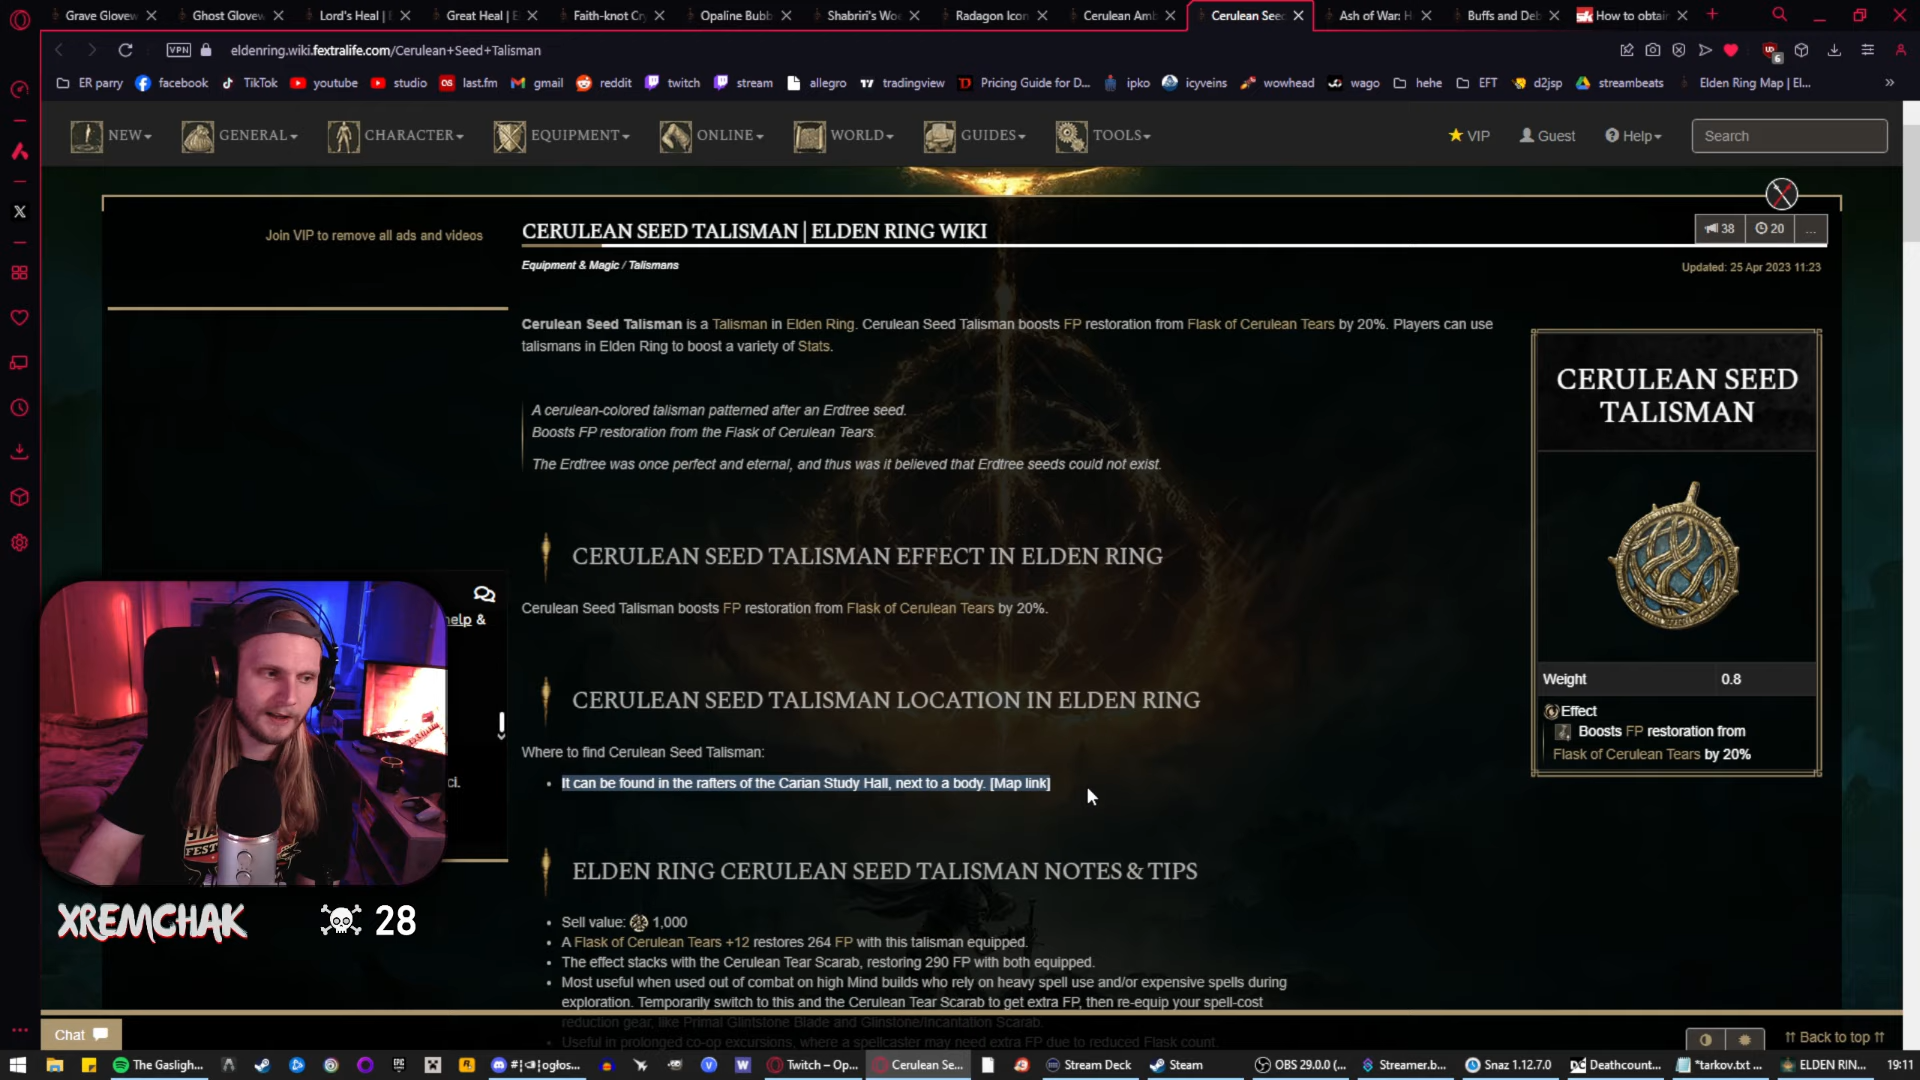 Grave Glovew
Ghost Glovew
Lord's Heal | E
Great Heal | E
Faith-knot Cry
Opaline Bubb
Shabriri's Wo
Radagon Icon
Cerulean Amb
Cerulean See
Ash of War: H
Buffs and Deb
How to obtain
VPN
eldenring.wiki.fextralife.com/Cerulean+Seed+Talisman
6
ER parry
facebook
TikTok
youtube
studio
last.fm
gmail
reddit
twitch
stream
allegro
tradingview
Pricing Guide for D...
ipko
icyveins
wowhead
wago
hehe
EFT
d2jsp
streambeats
Elden Ring Map | El...
NEW
GENERAL
CHARACTER
EQUIPMENT
ONLINE
WORLD
GUIDES
TOOLS
VIP
Guest
Help
Search
Join VIP to remove all ads and videos
CERULEAN SEED TALISMAN | ELDEN RING WIKI
38
20
...
Equipment & Magic / Talismans
Updated: 25 Apr 2023 11:23
Cerulean Seed Talisman is a Talisman in Elden Ring. Cerulean Seed Talisman boosts FP restoration from Flask of Cerulean Tears by 20%. Players can use
talismans in Elden Ring to boost a variety of Stats.
A cerulean-colored talisman patterned after an Erdtree seed.
Boosts FP restoration from the Flask of Cerulean Tears.
The Erdtree was once perfect and eternal, and thus was it believed that Erdtree seeds could not exist.
CERULEAN SEED
TALISMAN
Weight 0.8
Effect
Boosts FP restoration from
Flask of Cerulean Tears by 20%
CERULEAN SEED TALISMAN EFFECT IN ELDEN RING
Cerulean Seed Talisman boosts FP restoration from Flask of Cerulean Tears by 20%.
CERULEAN SEED TALISMAN LOCATION IN ELDEN RING
Where to find Cerulean Seed Talisman:
It can be found in the rafters of the Carian Study Hall, next to a body. [Map link]
ELDEN RING CERULEAN SEED TALISMAN NOTES & TIPS
Sell value: 1,000
A Flask of Cerulean Tears +12 restores 264 FP with this talisman equipped.
The effect stacks with the Cerulean Tear Scarab, restoring 290 FP with both equipped.
Most useful when used out of combat on high Mind builds who rely on heavy spell use and/or expensive spells during
exploration. Temporarily switch to this and the Cerulean Tear Scarab to get extra FP, then re-equip your spell-cost
reduction gear, like Primal Glintstone Blade and Glinstone/Incantation Scarab.
Useful in prolonged co-op excursions, where a spellcaster may need extra FP due to reduced Flask count.
help &
ci.
FEST
XREMCHAK
28
Chat
Back to top
The Gasligh...
EPIC
ogłos...
Twitch – Op...
Cerulean Se...
Stream Deck
Steam
OBS 29.0.0 (...
Streamer.b...
Snaz 1.12.7.0
Deathcount...
*tarkov.txt ...
ELDEN RIN...
19:11